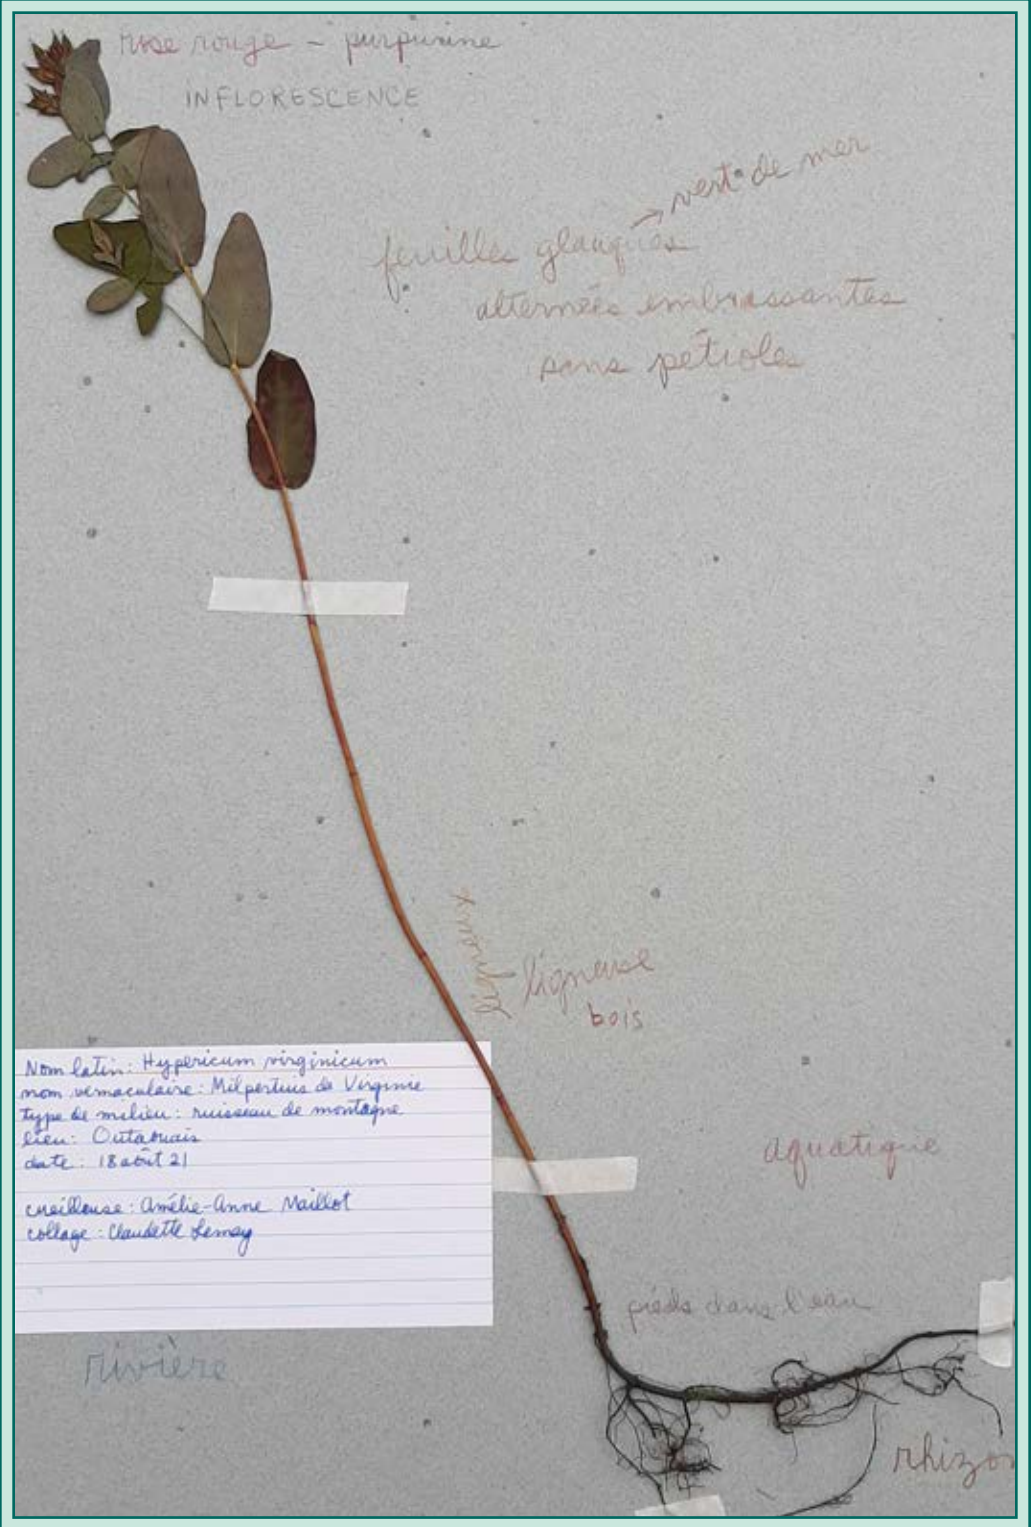 rose rouge - purpurine
INFLORESCENCE
→ vert de mer
feuilles glauques
alternées embrassantes
sans pétioles
ligneux
ligneuse
bois
Nom latin: Hypericum virginicum
nom vernaculaire: Milpertuis de Virginie
type de milieu: ruisseau de montagne
lieu: Outaouais
date: 18 août 21
cueilleuse: Amélie-Anne Maillot
collage: Claudette Lemay
aquatique
pieds dans l'eau
rivière
rhizo